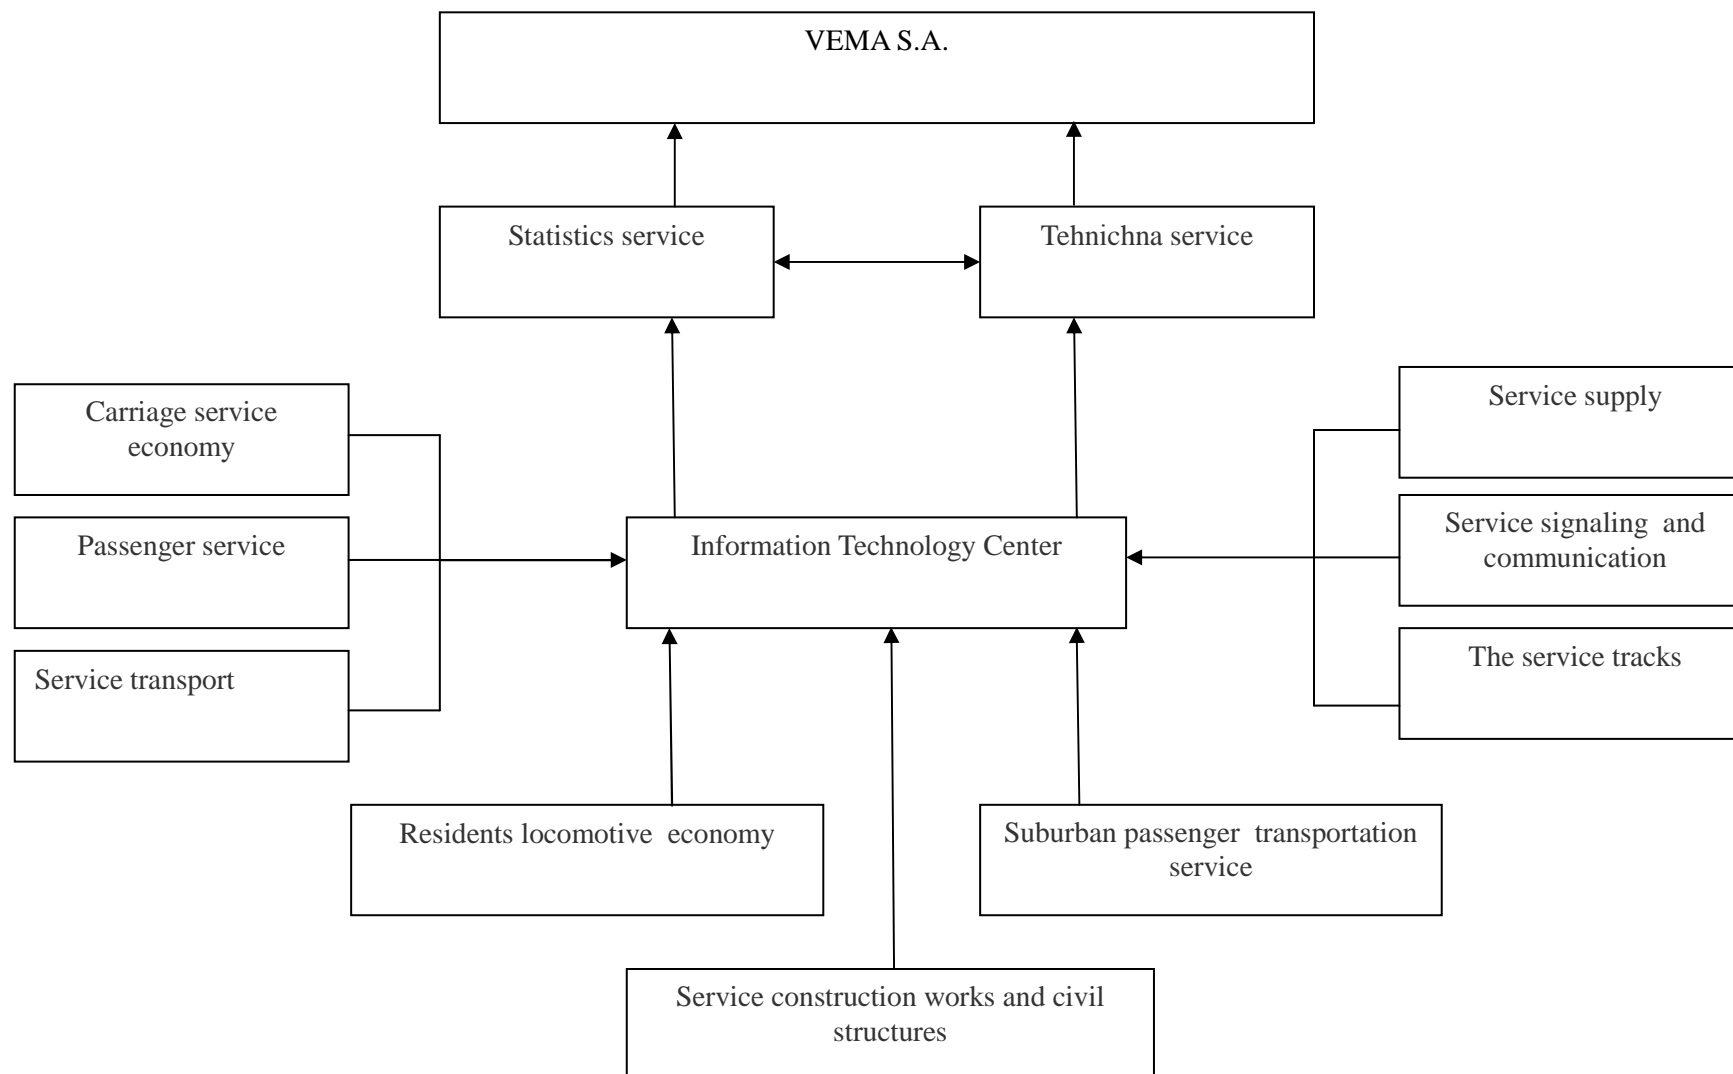 VEMA S.A.
Statistics service
Tehnichna service
Carriage service
economy
Service supply
Passenger service
Information Technology Center
Service signaling and
communication
Service transport
The service tracks
Residents locomotive economy
Suburban passenger transportation
service
Service construction works and civil
structures